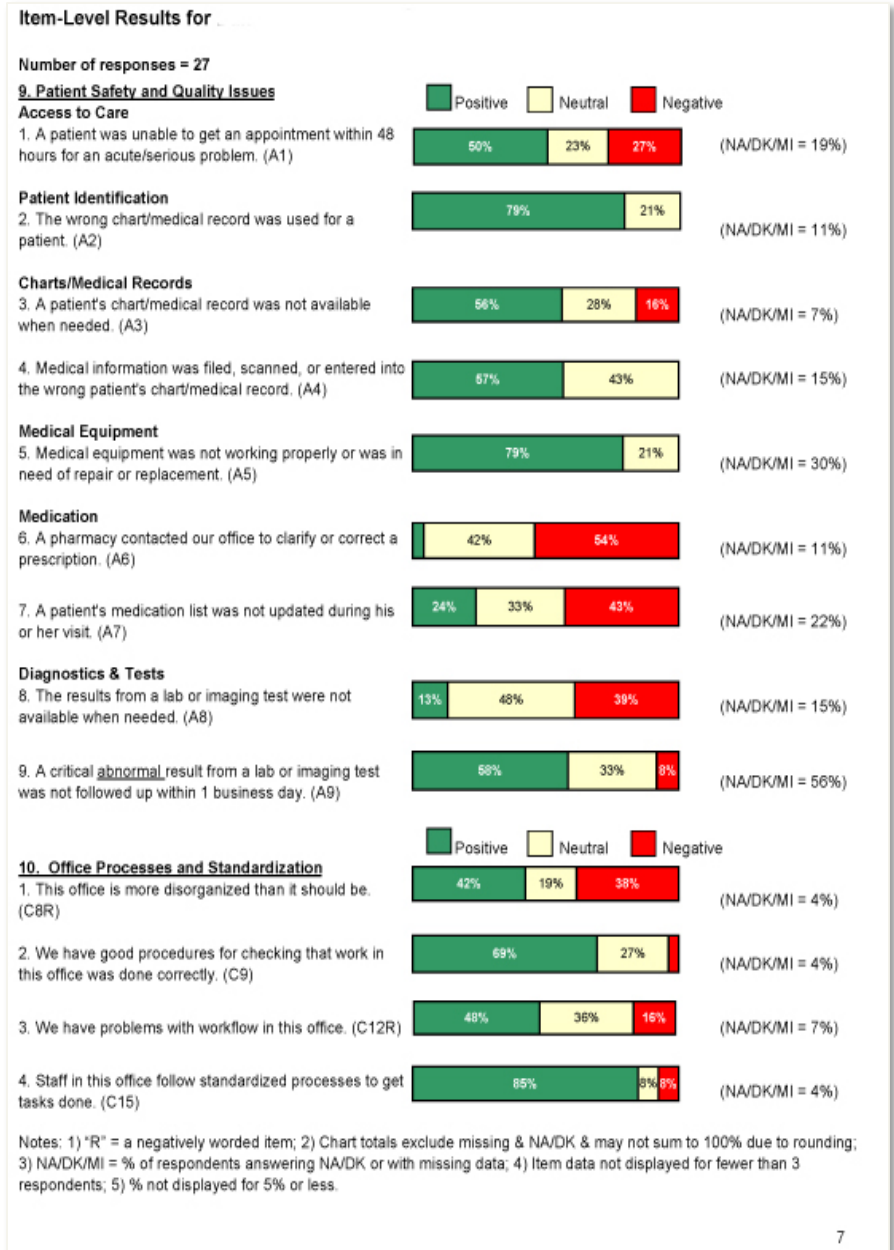 Item-Level Results for
Number of responses = 27
9. Patient Safety and Quality Issues
Positive Neutral Negative
Access to Care
1. A patient was unable to get an appointment within 48
hours for an acute/serious problem. (A1)
50% 23% 27% (NA/DK/MI = 19%)
Patient Identification
2. The wrong chart/medical record was used for a
patient. (A2)
79% 21% (NA/DK/MI = 11%)
Charts/Medical Records
3. A patient's chart/medical record was not available
when needed. (A3)
56% 28% 16% (NA/DK/MI = 7%)
4. Medical information was filed, scanned, or entered into
the wrong patient's chart/medical record. (A4)
57% 43% (NA/DK/MI = 15%)
Medical Equipment
5. Medical equipment was not working properly or was in
need of repair or replacement. (A5)
79% 21% (NA/DK/MI = 30%)
Medication
6. A pharmacy contacted our office to clarify or correct a
prescription. (A6)
42% 54% (NA/DK/MI = 11%)
7. A patient's medication list was not updated during his
or her visit. (A7)
24% 33% 43% (NA/DK/MI = 22%)
Diagnostics & Tests
8. The results from a lab or imaging test were not
available when needed. (A8)
13% 48% 39% (NA/DK/MI = 15%)
9. A critical abnormal result from a lab or imaging test
was not followed up within 1 business day. (A9)
58% 33% 8% (NA/DK/MI = 56%)
Positive Neutral Negative
10. Office Processes and Standardization
1. This office is more disorganized than it should be.
(C8R)
42% 19% 38% (NA/DK/MI = 4%)
2. We have good procedures for checking that work in
this office was done correctly. (C9)
69% 27% (NA/DK/MI = 4%)
3. We have problems with workflow in this office. (C12R)
48% 36% 16% (NA/DK/MI = 7%)
4. Staff in this office follow standardized processes to get
tasks done. (C15)
85% 8% 8% (NA/DK/MI = 4%)
Notes: 1) "R" = a negatively worded item; 2) Chart totals exclude missing & NA/DK & may not sum to 100% due to rounding;
3) NA/DK/MI = % of respondents answering NA/DK or with missing data; 4) Item data not displayed for fewer than 3
respondents; 5) % not displayed for 5% or less.
7